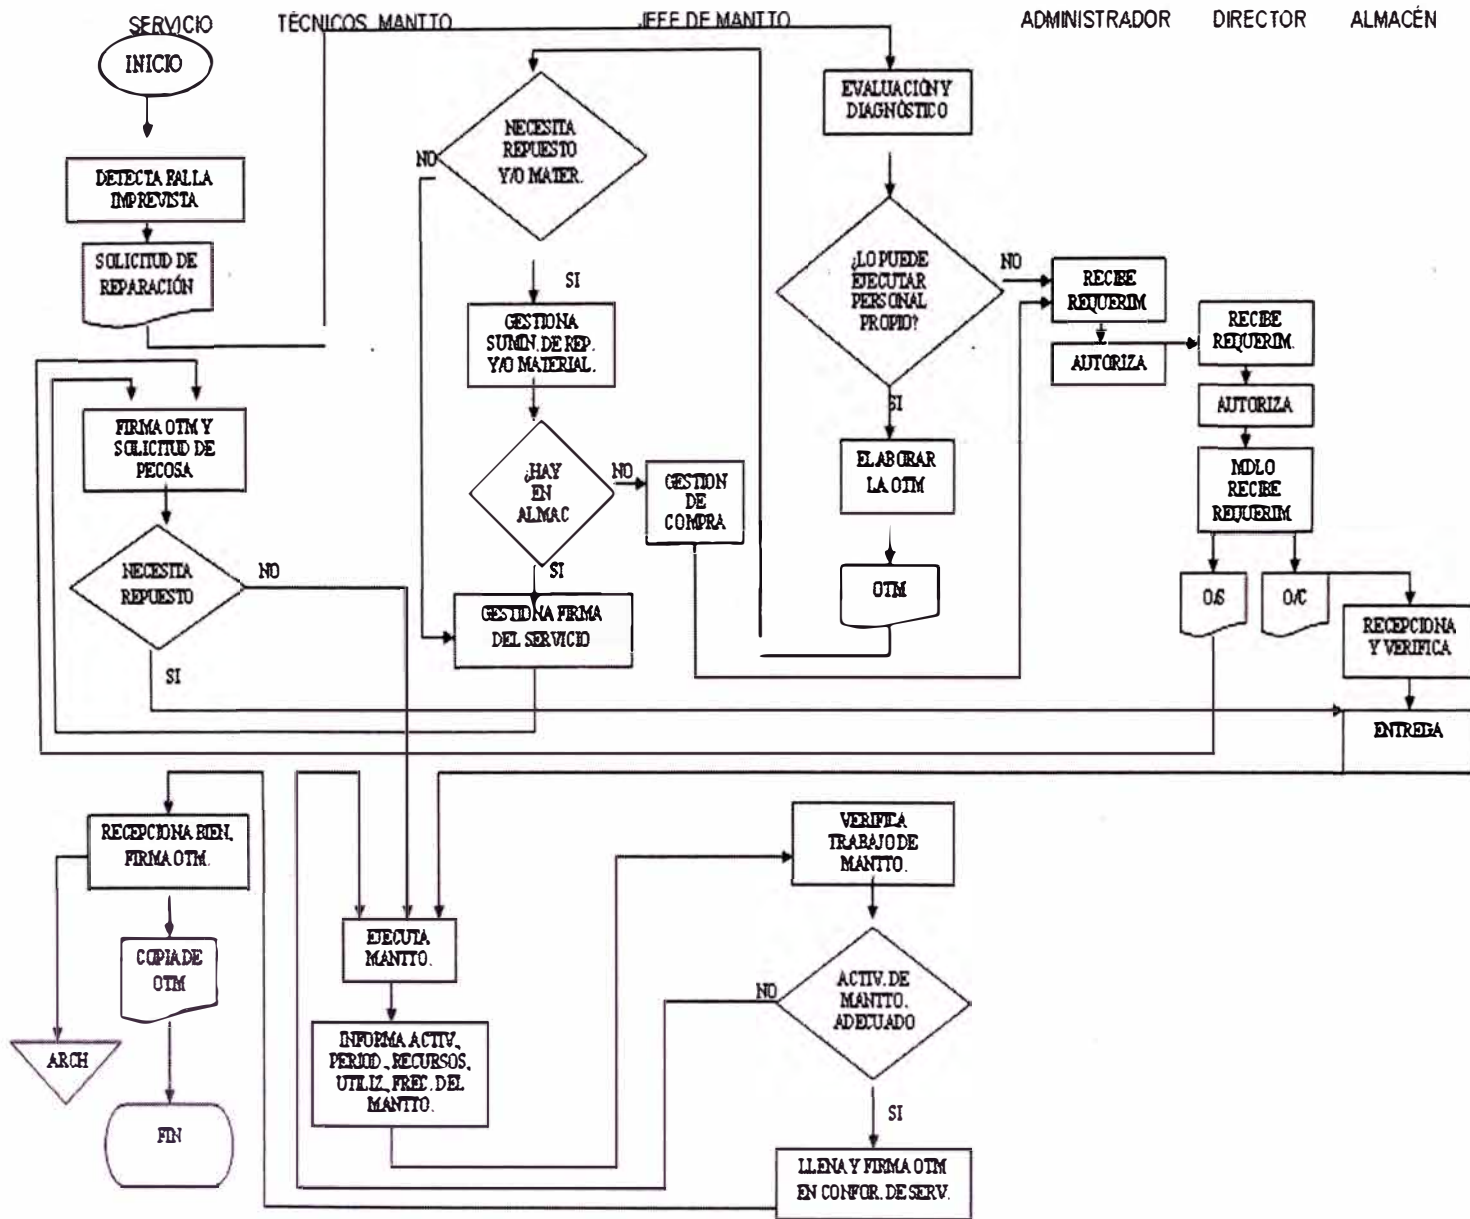 SERVICIO TÉCNICOS MANTTO JEFE DE MANTTO ADMINISTRADOR DIRECTOR ALMACÉN
INICIO
DETECTA FALLA
IMPREVISTA
SOLICITUD DE
REPARACIÓN
FIRMA OTM Y
SOLICITUD DE
PECOSA
NECESITA
REPUESTO
NO
SI
NECESITA
REPUESTO
Y/O MATER.
NO
SI
GESTIONA
SUMIN. DE REP.
Y/O MATERIAL.
¿HAY
EN
ALMAC
NO
SI
GESTION
DE
COMPRA
GESTIONA FIRMA
DEL SERVICIO
EVALUACIÓN Y
DIAGNÓSTICO
¿LO PUEDE
EJECUTAR
PERSONAL
PROPIO?
NO
SI
ELABORAR
LA OTM
OTM
RECIBE
REQUERIM
AUTORIZA
RECIBE
REQUERIM.
AUTORIZA
MDLO
RECIBE
REQUERIM
O/S
O/C
RECEPCIONA
Y VERIFICA
ENTREGA
RECEPCIONA BIEN,
FIRMA OTM.
COPIA DE
OTM
ARCH
FIN
EJECUTA
MANTTO.
INFORMA ACTIV.,
PERIOD., RECURSOS,
UTILIZ., FREC. DEL
MANTTO.
VERIFICA
TRABAJO DE
MANTTO.
ACTIV. DE
MANTTO.
ADECUADO
NO
SI
LLENA Y FIRMA OTM
EN CONFOR. DE SERV.